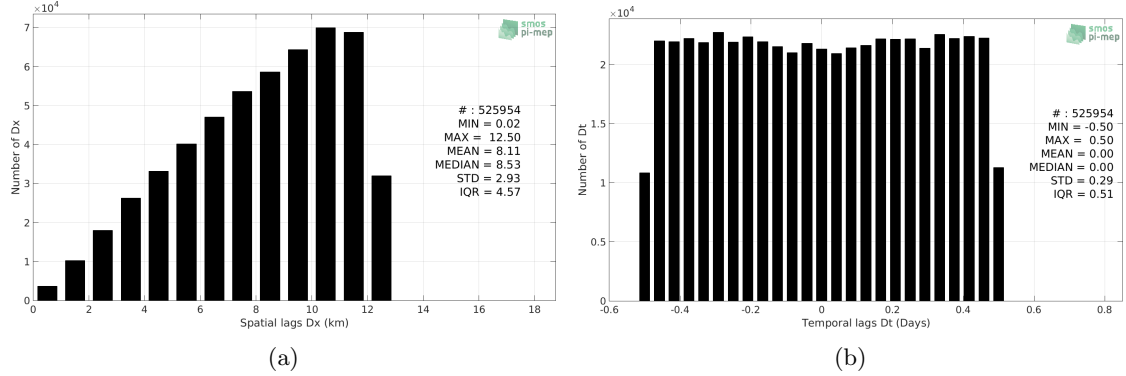 ×10⁴
7
6
5
4
3
2
1
0
Number of Dx
smos
pi-mep
# : 525954
MIN = 0.02
MAX = 12.50
MEAN = 8.11
MEDIAN = 8.53
STD = 2.93
IQR = 4.57
0 2 4 6 8 10 12 14 16 18
Spatial lags Dx (km)
(a)
×10⁴
2
1.5
1
0.5
0
Number of Dt
smos
pi-mep
# : 525954
MIN = -0.50
MAX = 0.50
MEAN = 0.00
MEDIAN = 0.00
STD = 0.29
IQR = 0.51
-0.6 -0.4 -0.2 0 0.2 0.4 0.6 0.8
Temporal lags Dt (Days)
(b)